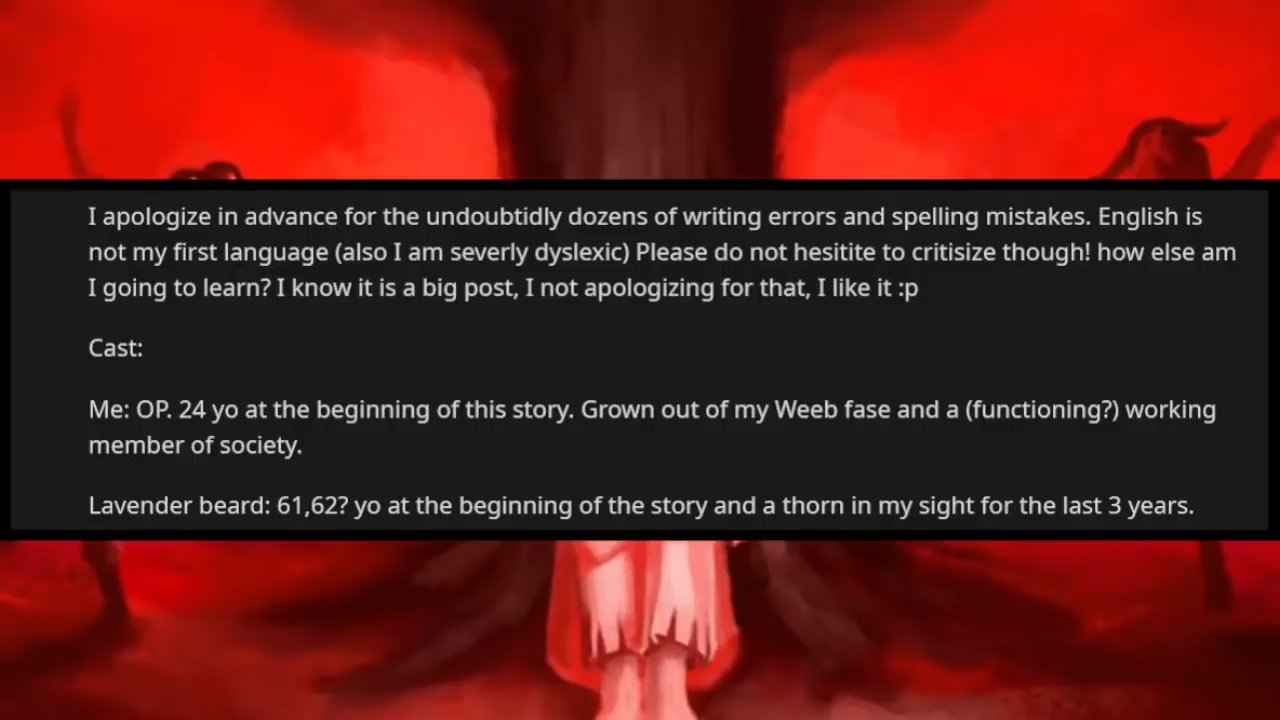 I apologize in advance for the undoubtidly dozens of writing errors and spelling mistakes. English is
not my first language (also I am severly dyslexic) Please do not hesitite to critisize though! how else am
I going to learn? I know it is a big post, I not apologizing for that, I like it :p
Cast:
Me: OP. 24 yo at the beginning of this story. Grown out of my Weeb fase and a (functioning?) working
member of society.
Lavender beard: 61,62? yo at the beginning of the story and a thorn in my sight for the last 3 years.